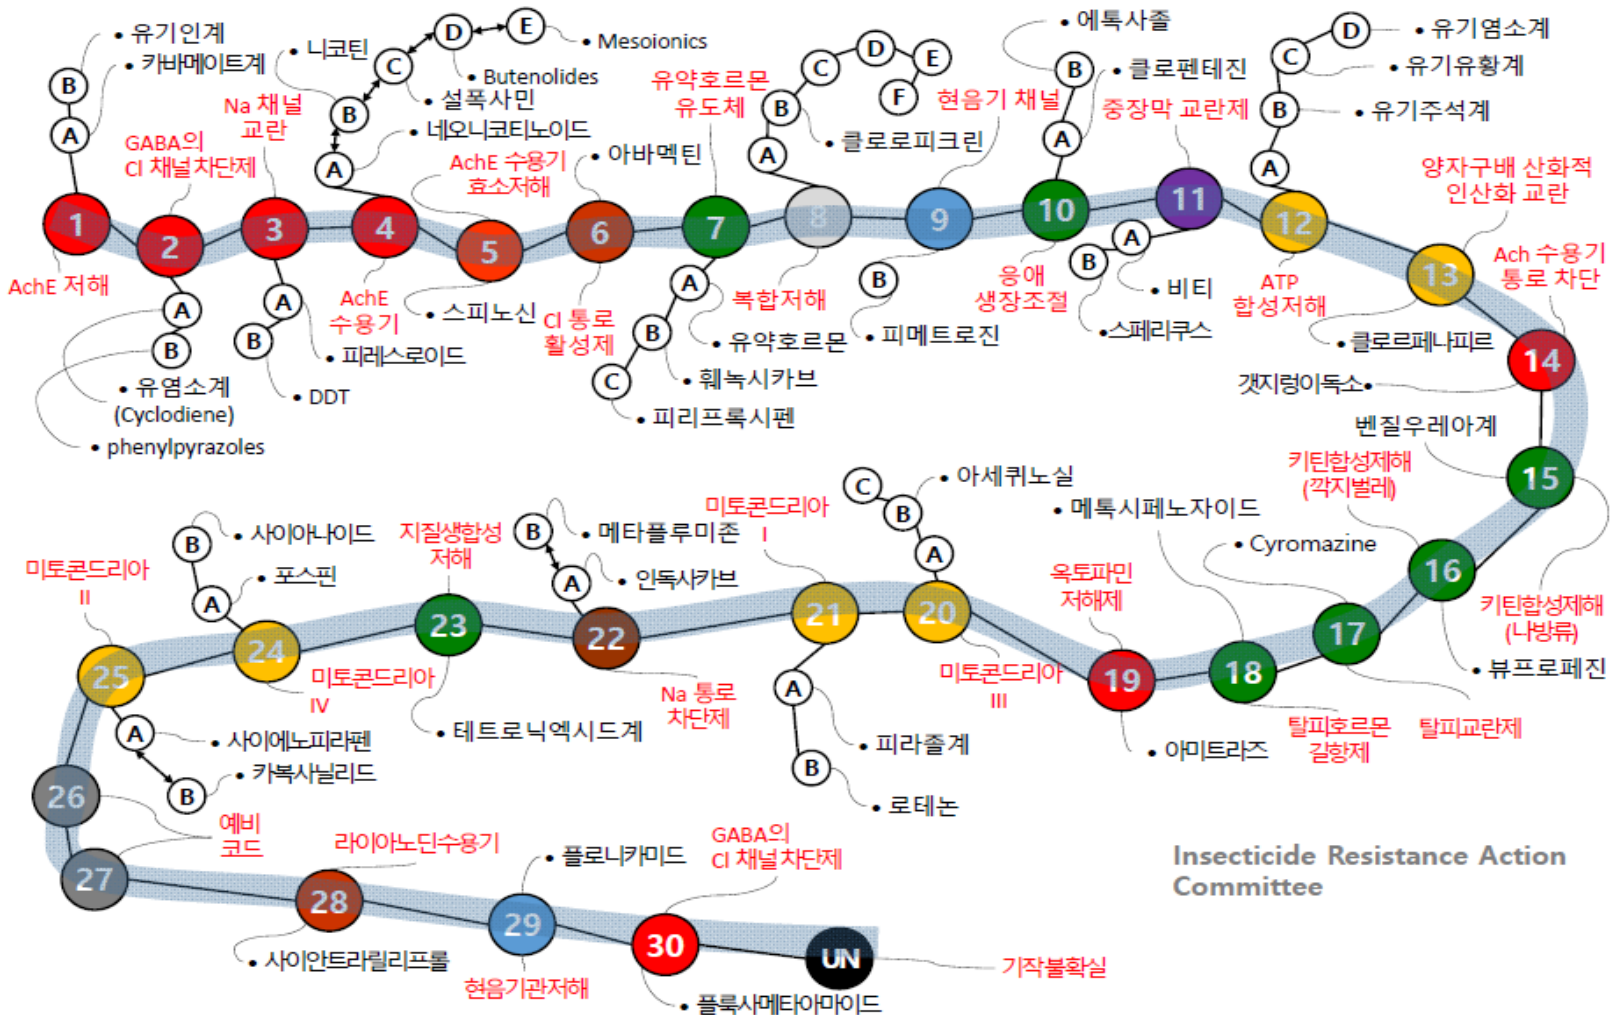 B
A
• 유기인계
• 카바메이트계
1
AchE 저해
GABA의
Cl 채널차단제
2
A
B
• 유염소계
(Cyclodiene)
• phenylpyrazoles
Na 채널
교란
3
A
B
• 피레스로이드
• DDT
• 니코틴
E
D
C
B
A
• Mesoionics
• Butenolides
• 설폭사민
• 네오니코티노이드
4
AchE
수용기
AchE 수용기
효소저해
5
• 스피노신
• 아바멕틴
6
Cl 통로
활성제
유약호르몬
유도체
7
A
B
C
• 유약호르몬
• 훼녹시카브
• 피리프록시펜
A
B
C
D
E
F
• 클로로피크린
8
복합저해
현음기 채널
9
B
• 피메트로진
• 에톡사졸
B
A
• 클로펜테진
10
응애
생장조절
중장막 교란제
11
A
B
• 비티
•스페리쿠스
D
C
B
A
• 유기염소계
• 유기유황계
• 유기주석계
12
ATP
합성저해
양자구배 산화적
인산화 교란
13
• 클로르페나피르
Ach 수용기
통로 차단
14
갯지렁이독소•
벤질우레아계
15
키틴합성제해
(나방류)
키틴합성제해
(깍지벌레)
16
• 뷰프로페진
• Cyromazine
17
탈피교란제
• 메톡시페노자이드
18
탈피호르몬
길항제
옥토파민
저해제
19
• 아미트라즈
C
B
A
• 아세퀴노실
20
미토콘드리아
III
미토콘드리아
I
21
A
B
• 피라졸계
• 로테논
B
A
• 메타플루미존
• 인독사카브
22
Na 통로
차단제
지질생합성
저해
23
• 테트로닉엑시드계
B
A
• 사이아나이드
• 포스핀
24
미토콘드리아
IV
미토콘드리아
II
25
A
B
• 사이에노피라펜
• 카복사닐리드
26
예비
코드
27
라이아노딘수용기
28
• 사이안트라릴리프롤
• 플로니카미드
29
현음기관저해
GABA의
Cl 채널차단제
30
• 플룩사메타아마이드
UN
기작불확실
Insecticide Resistance Action
Committee